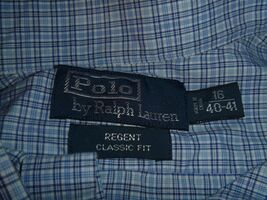 Polo
by Ralph Lauren
16
40-41
REGENT
CLASSIC FIT